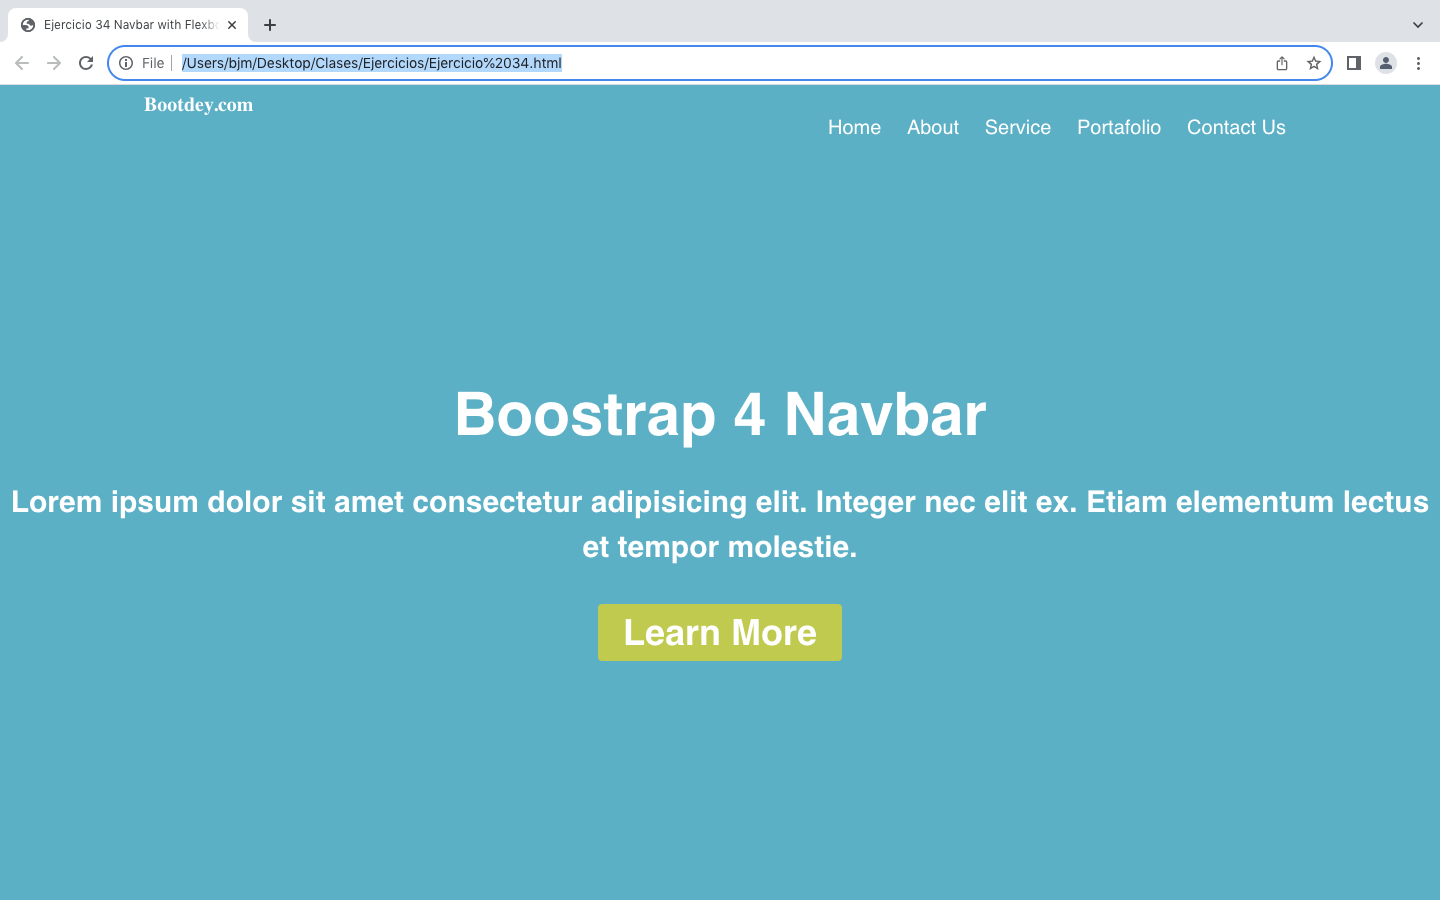 Ejercicio 34 Navbar with Flexbo
File
/Users/bjm/Desktop/Clases/Ejercicios/Ejercicio%2034.html
Bootdey.com
Home About Service Portafolio Contact Us
Boostrap 4 Navbar
Lorem ipsum dolor sit amet consectetur adipisicing elit. Integer nec elit ex. Etiam elementum lectus
et tempor molestie.
Learn More